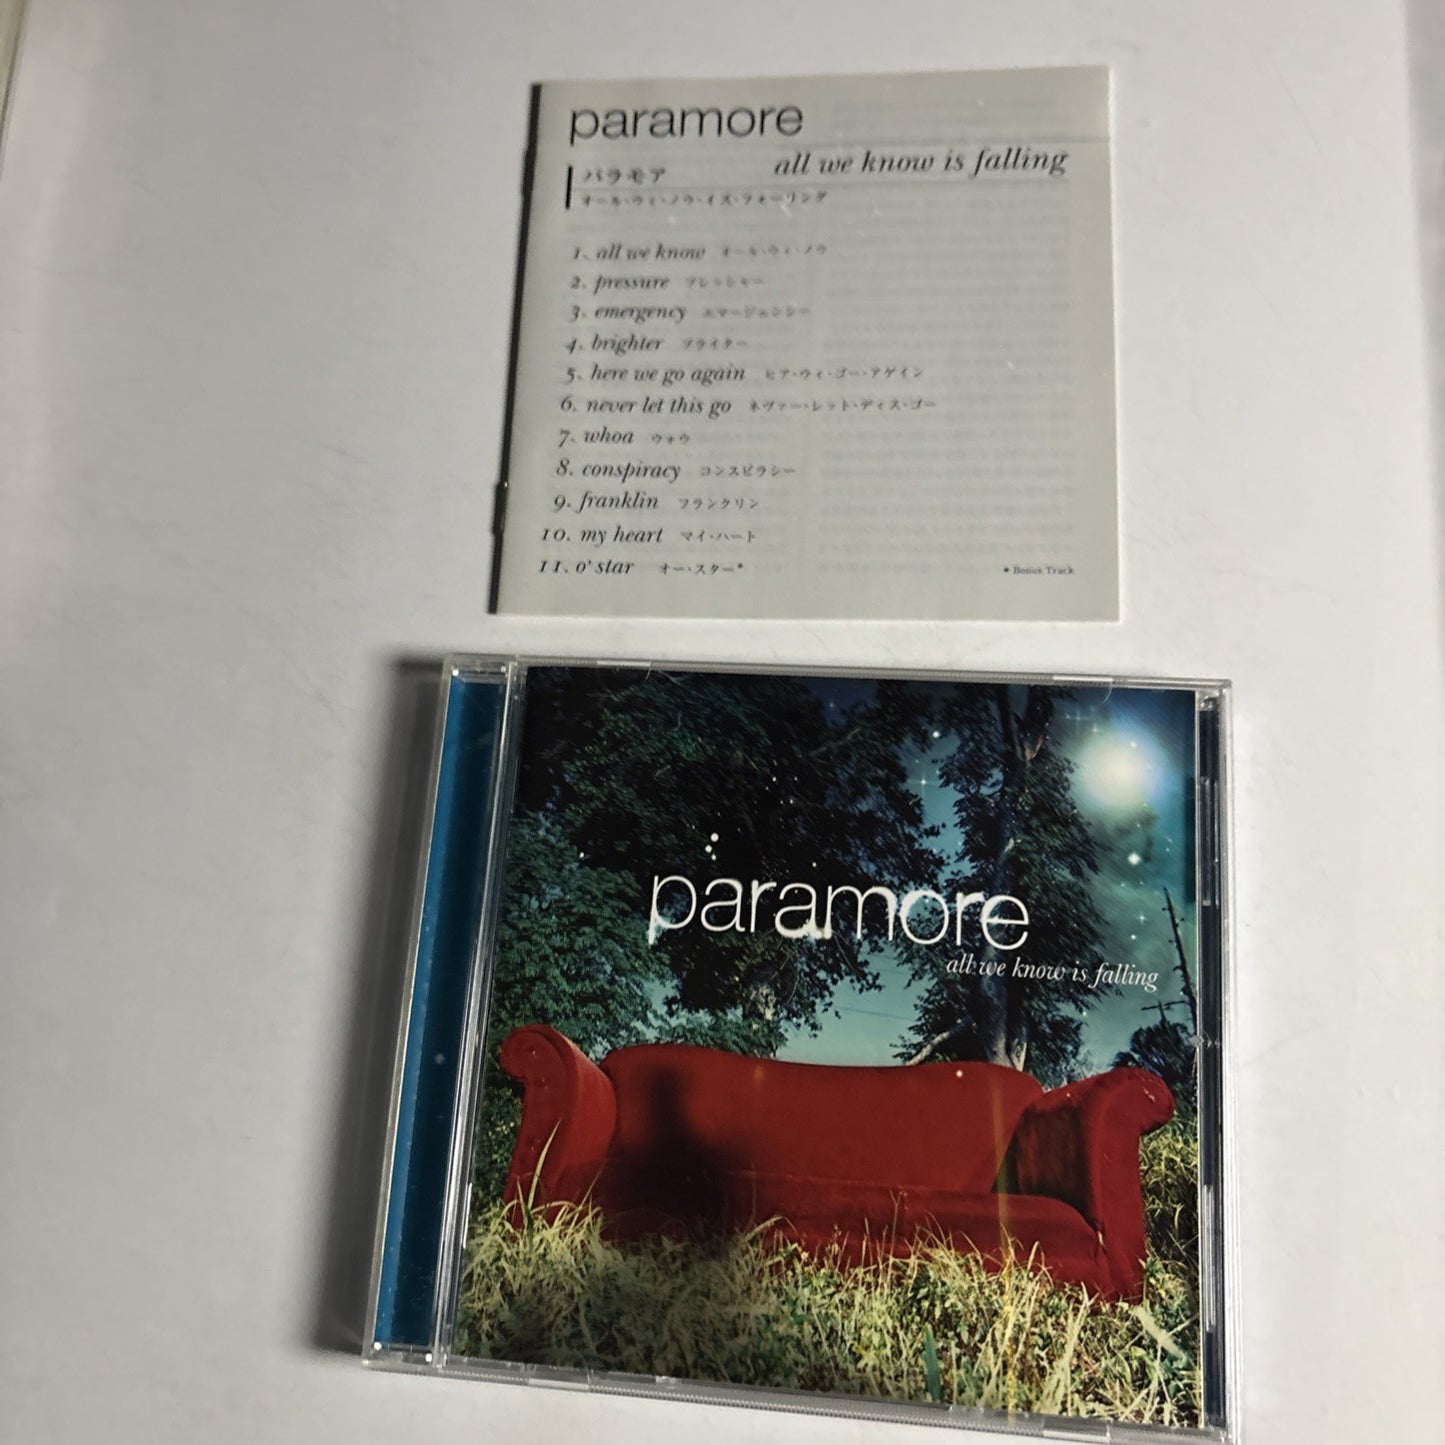 paramore
all we know is falling
パラモア
オール・ウィ・ノウ・イズ・フォーリング
1. all we know オール・ウィ・ノウ
2. pressure プレッシャー
3. emergency エマージェンシー
4. brighter ブライター
5. here we go again ヒア・ウィ・ゴー・アゲイン
6. never let this go ネヴァー・レット・ディス・ゴー
7. whoa ウォウ
8. conspiracy コンスピラシー
9. franklin フランクリン
10. my heart マイ・ハート
11. o' star オー・スター*
* Bonus Track
paramore
all we know is falling